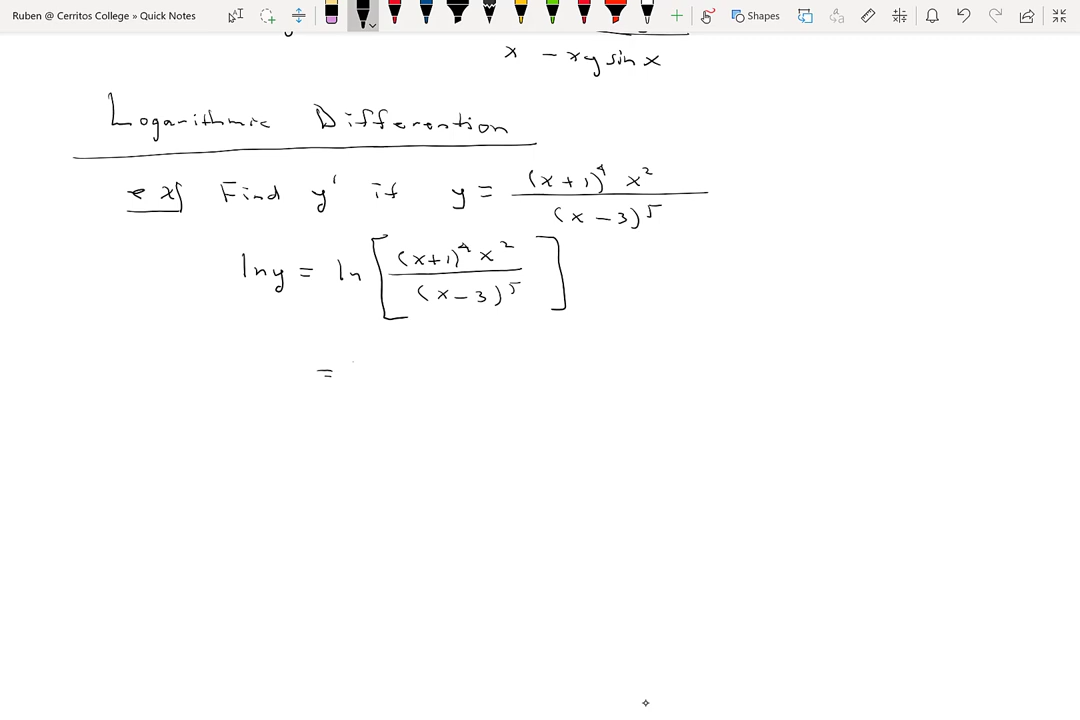 Ruben @ Cerritos College » Quick Notes
Shapes
x - xy sin x
Logarithmic Differention
ex] Find y' if y = (x+1)^4 x^2 / (x-3)^5
ln y = ln [ (x+1)^4 x^2 / (x-3)^5 ]
=